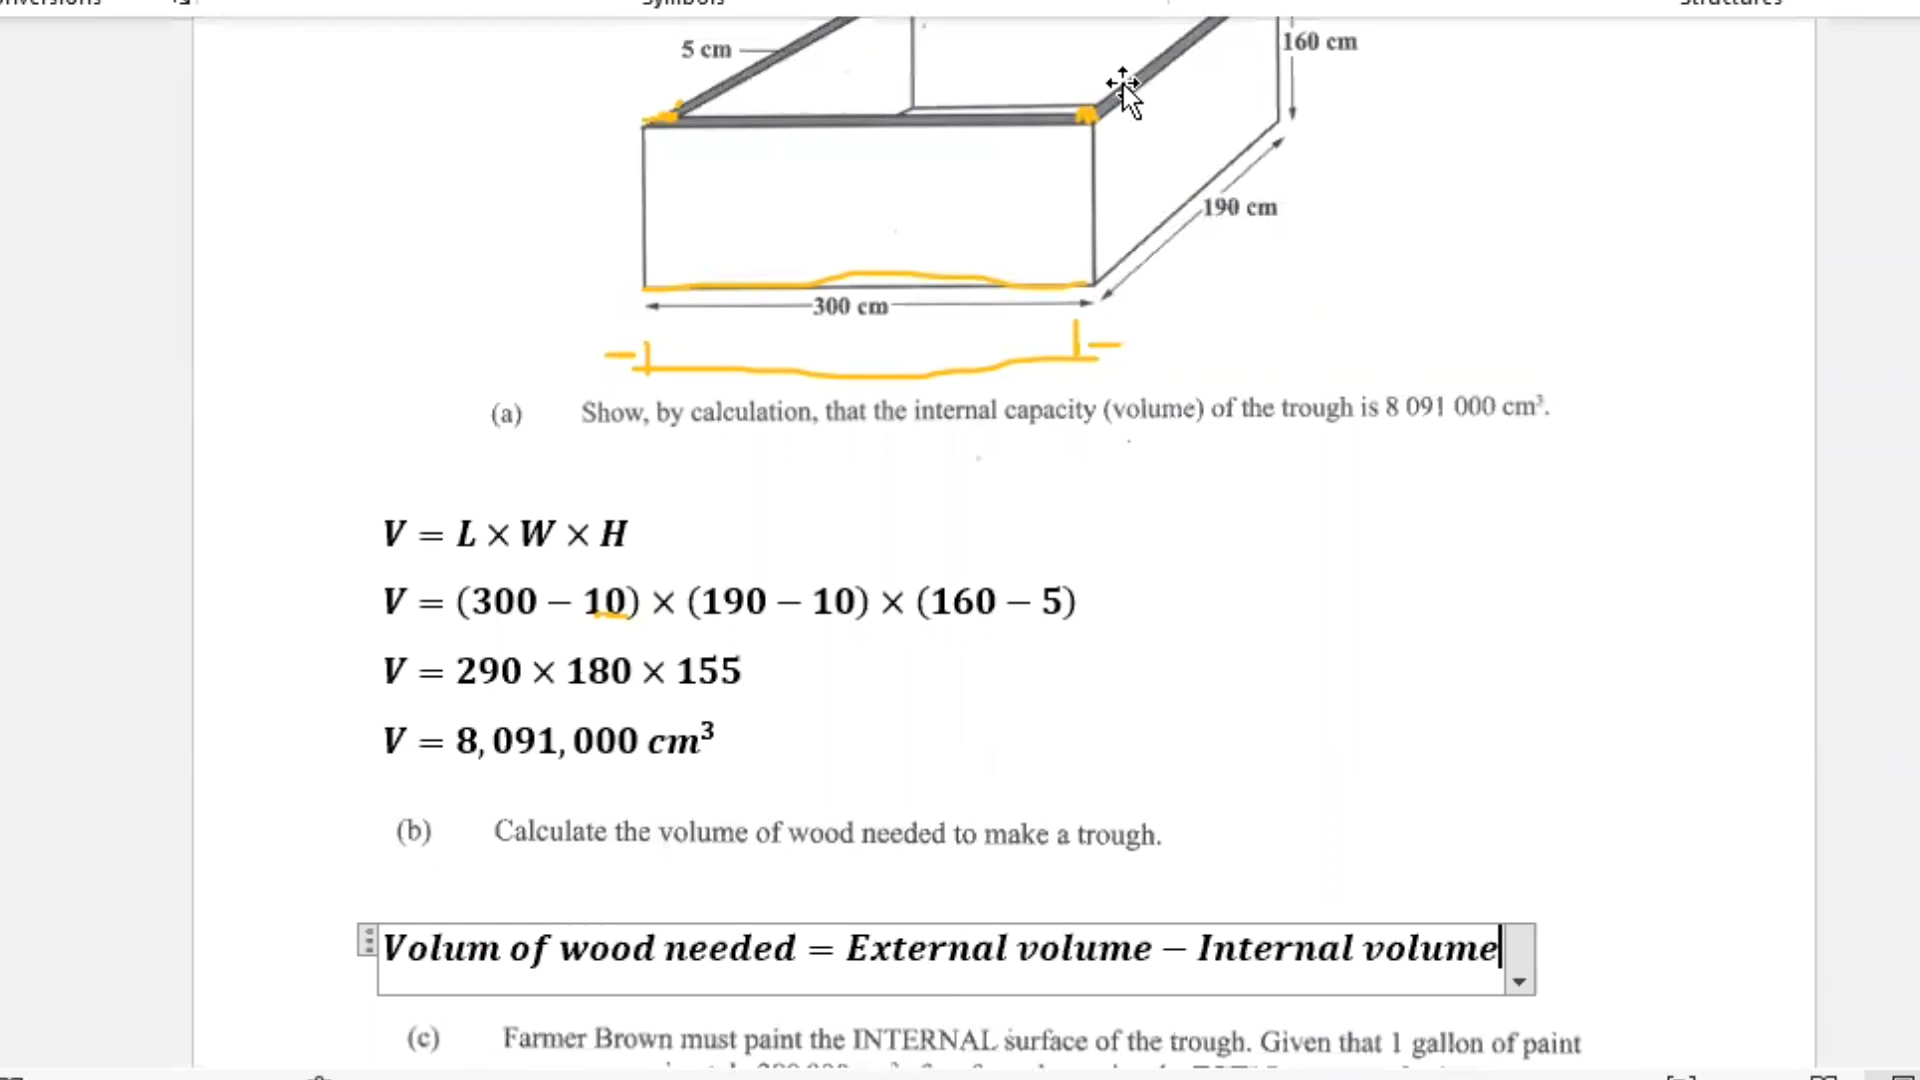 Symbols
Structures
5 cm
160 cm
190 cm
300 cm
(a) Show, by calculation, that the internal capacity (volume) of the trough is 8 091 000 cm³.
V = L × W × H
V = (300 − 10) × (190 − 10) × (160 − 5)
V = 290 × 180 × 155
V = 8,091,000 cm³
(b) Calculate the volume of wood needed to make a trough.
Volum of wood needed = External volume − Internal volume
(c) Farmer Brown must paint the INTERNAL surface of the trough. Given that 1 gallon of paint